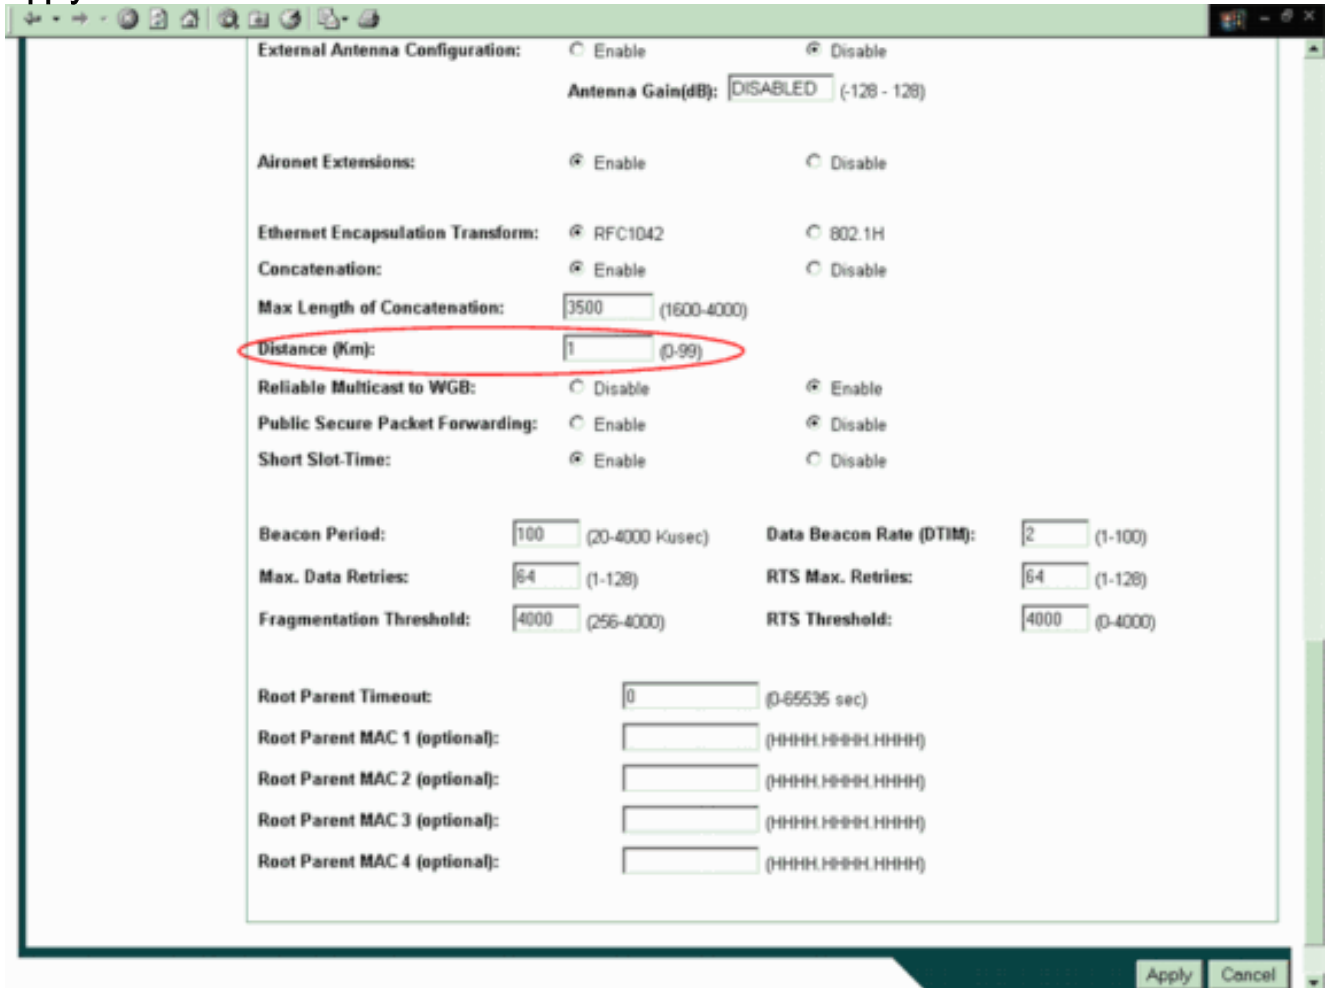 External Antenna Configuration: Enable Disable
Antenna Gain(dB): DISABLED (-128 - 128)
Aironet Extensions: Enable Disable
Ethernet Encapsulation Transform: RFC1042 802.1H
Concatenation: Enable Disable
Max Length of Concatenation: 3500 (1600-4000)
Distance (Km): 1 (0-99)
Reliable Multicast to WGB: Disable Enable
Public Secure Packet Forwarding: Enable Disable
Short Slot-Time: Enable Disable
Beacon Period: 100 (20-4000 Kusec) Data Beacon Rate (DTIM): 2 (1-100)
Max. Data Retries: 64 (1-128) RTS Max. Retries: 64 (1-128)
Fragmentation Threshold: 4000 (256-4000) RTS Threshold: 4000 (0-4000)
Root Parent Timeout: 0 (0-65535 sec)
Root Parent MAC 1 (optional): (HHHH.HHHH.HHHH)
Root Parent MAC 2 (optional): (HHHH.HHHH.HHHH)
Root Parent MAC 3 (optional): (HHHH.HHHH.HHHH)
Root Parent MAC 4 (optional): (HHHH.HHHH.HHHH)
Apply Cancel